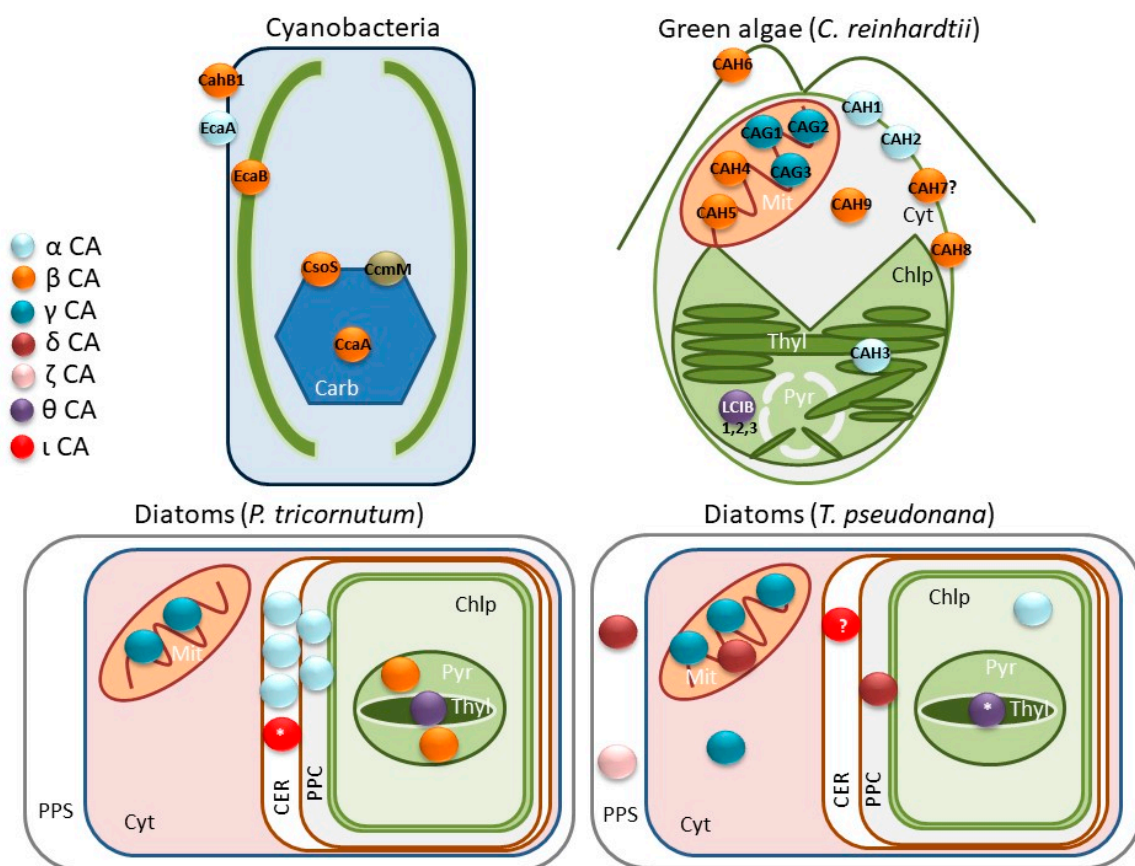 Cyanobacteria
Green algae (C. reinhardtii)
CahB1
EcaA
EcaB
CsoS
CcmM
CcaA
Carb
α CA
β CA
γ CA
δ CA
ζ CA
θ CA
ι CA
CAH6
CAH1
CAG1
CAG2
CAH2
CAH4
CAG3
CAH7?
Mit
CAH5
CAH9
Cyt
CAH8
Chlp
Thyl
CAH3
Pyr
LCIB
1,2,3
Diatoms (P. tricornutum)
Chlp
Mit
Pyr
Thyl
*
CER
PPC
PPS
Cyt
Diatoms (T. pseudonana)
Chlp
?
Mit
Pyr
*
Thyl
CER
PPC
PPS
Cyt